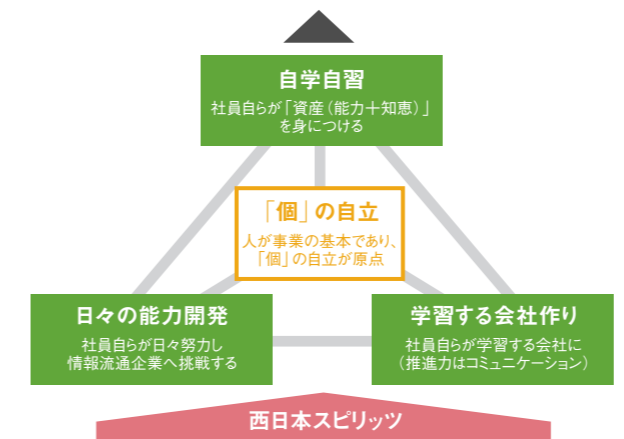 自学自習
社員自らが「資産（能力＋知恵）」
を身につける
「個」の自立
人が事業の基本であり、
「個」の自立が原点
日々の能力開発
社員自らが日々努力し
情報流通企業へ挑戦する
学習する会社作り
社員自らが学習する会社に
（推進力はコミュニケーション）
西日本スピリッツ